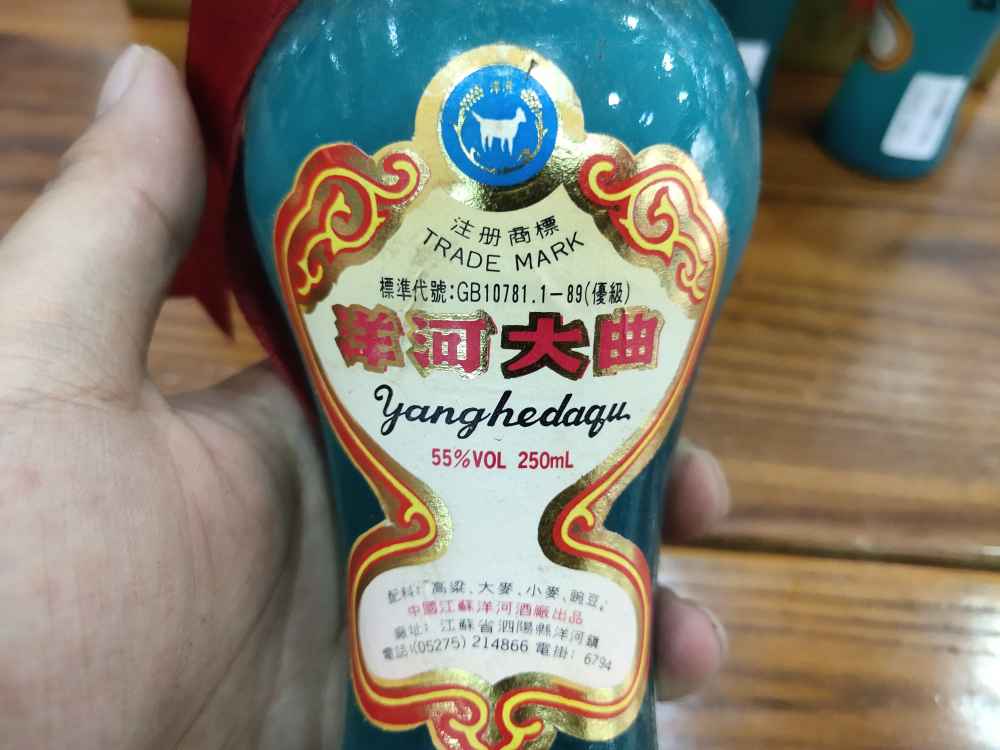 洋河
注册商標
TRADE MARK
標準代號:GB10781.1-89(優級)
洋河大曲
Yanghedaqu
55%VOL 250mL
配料:高粱、大麥、小麥、豌豆。
中國江蘇洋河酒廠出品
廠址: 江蘇省泗陽縣洋河鎮
電話:(05275) 214866 電掛: 6794